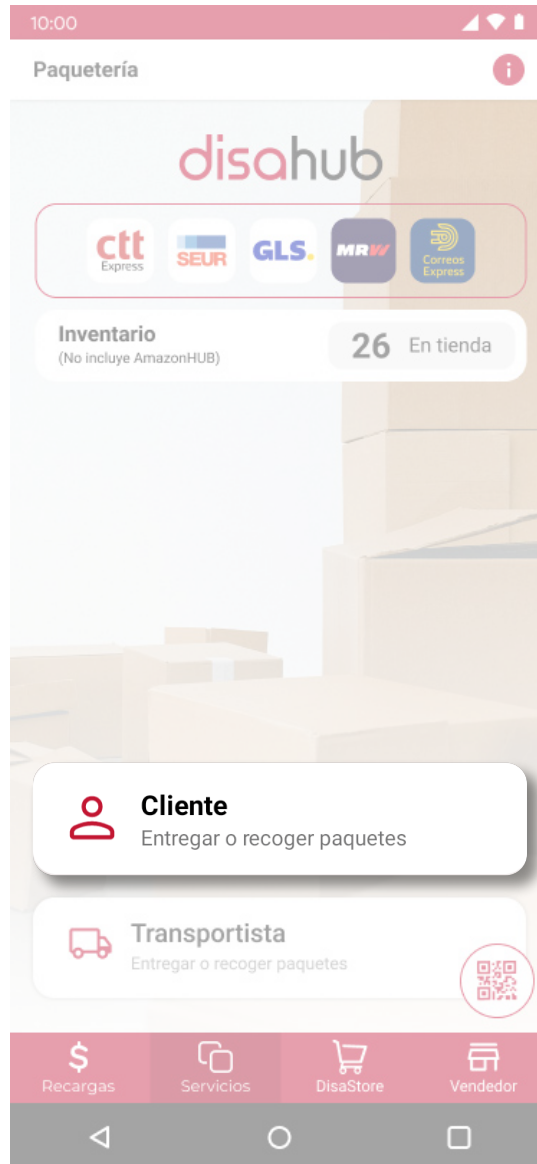 10:00
Paquetería
disahub
ctt
Express
SEUR
GLS.
MRW
Correos
Express
Inventario
(No incluye AmazonHUB)
26 En tienda
Cliente
Entregar o recoger paquetes
Transportista
Entregar o recoger paquetes
Recargas
Servicios
DisaStore
Vendedor